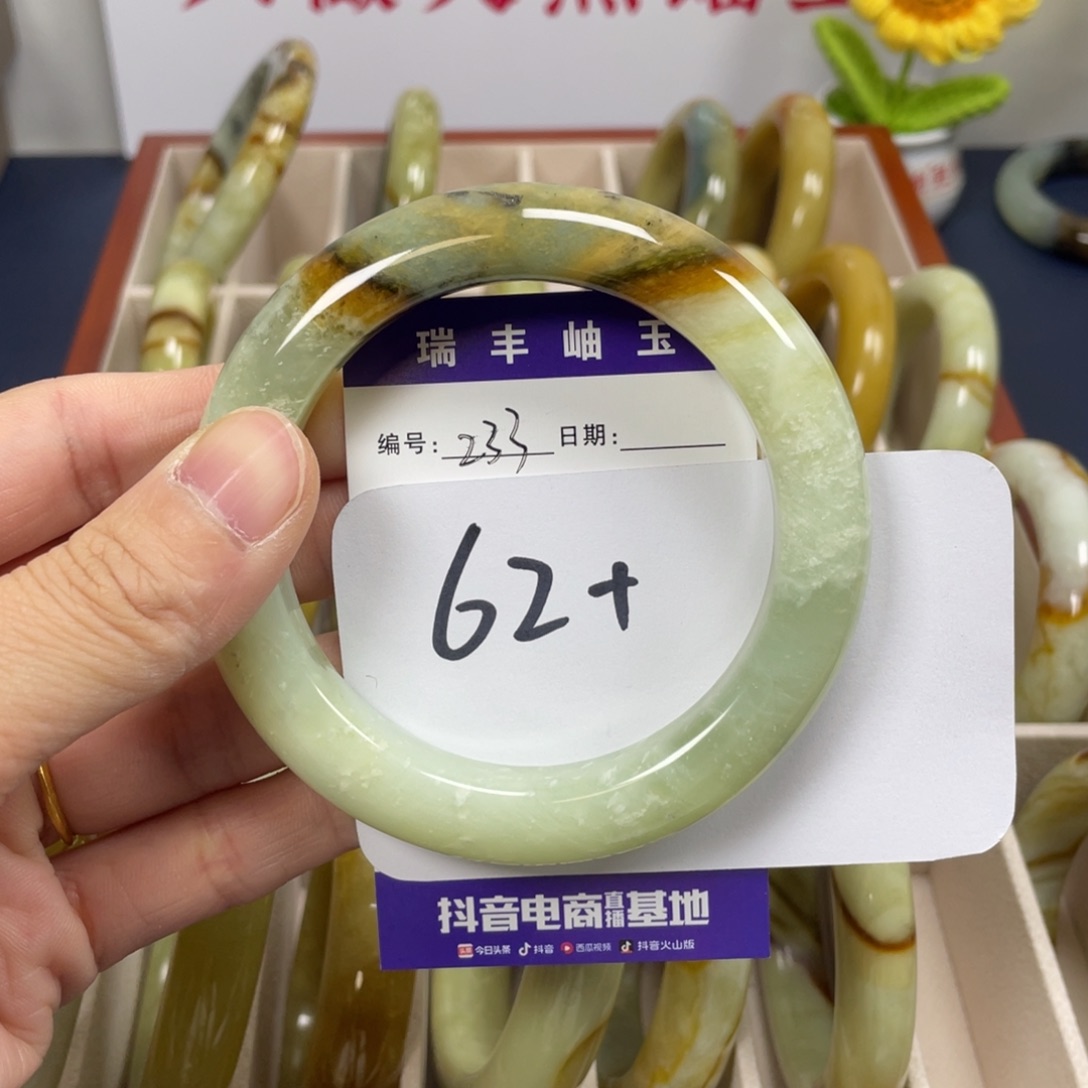 瑞丰岫玉
编号: 233 日期:
62+
抖音电商直播基地
今日头条 抖音 西瓜视频 抖音火山版